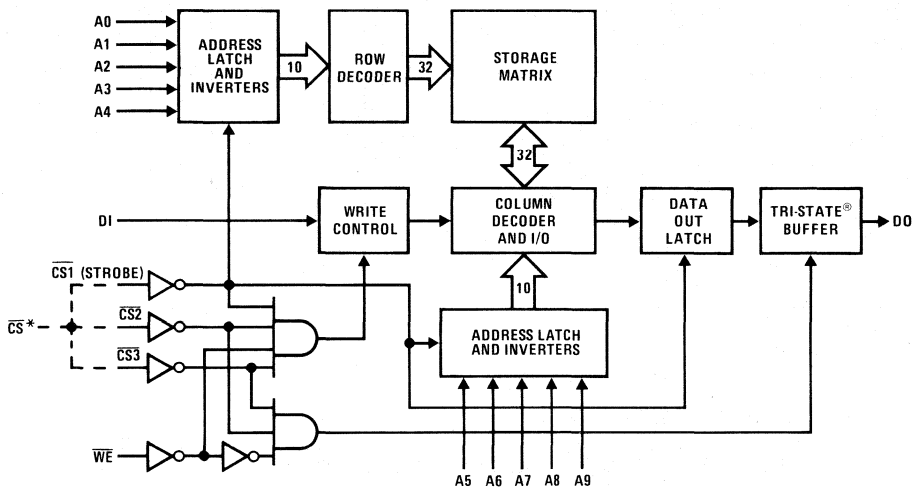 A0
A1
A2
A3
A4
ADDRESS
LATCH
AND
INVERTERS
10
ROW
DECODER
32
STORAGE
MATRIX
32
DI
WRITE
CONTROL
COLUMN
DECODER
AND I/O
DATA
OUT
LATCH
TRI-STATE®
BUFFER
DO
CS1 (STROBE)
CS*
CS2
CS3
10
ADDRESS LATCH
AND INVERTERS
WE
A5 A6 A7 A8 A9